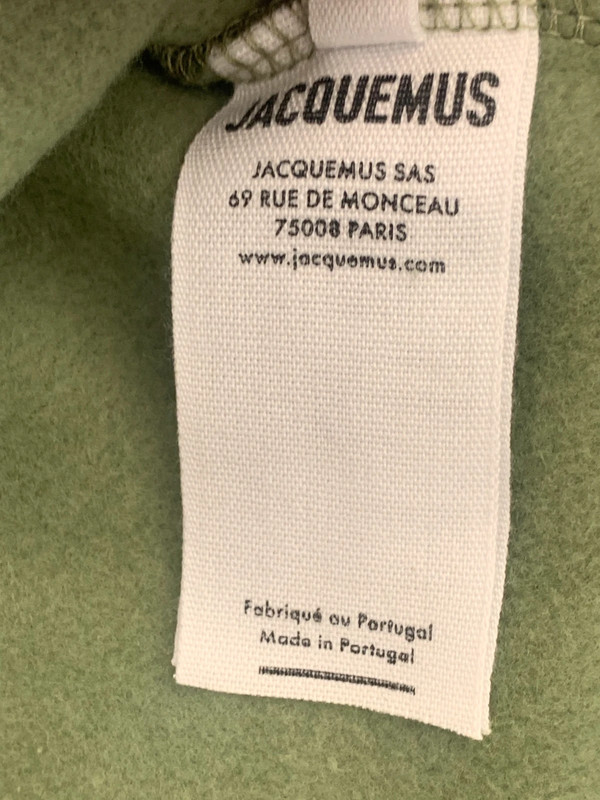 JACQUEMUS
JACQUEMUS SAS
69 RUE DE MONCEAU
75008 PARIS
www.jacquemus.com
Fabriqué au Portugal
Made in Portugal